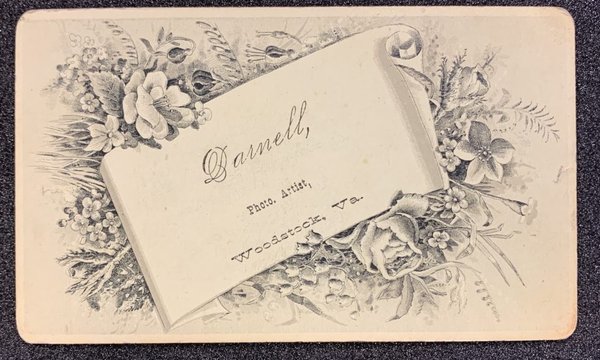 Darnell,
Photo. Artist,
Woodstock, Va.